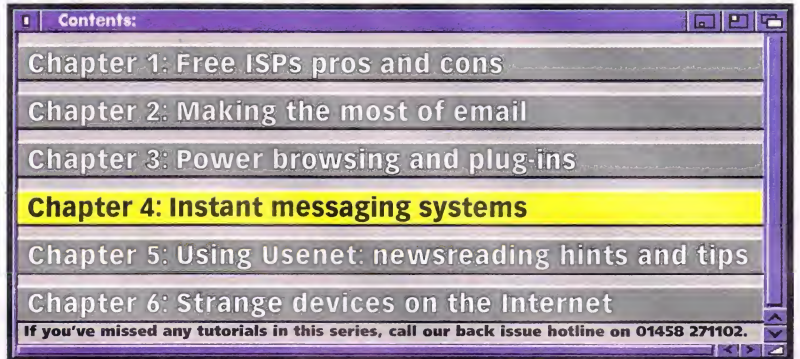 Contents:
Chapter 1: Free ISPs pros and cons
Chapter 2: Making the most of email
Chapter 3: Power browsing and plug-ins
Chapter 4: Instant messaging systems
Chapter 5: Using Usenet: newsreading hints and tips
Chapter 6: Strange devices on the Internet
If you've missed any tutorials in this series, call our back issue hotline on 01458 271102.